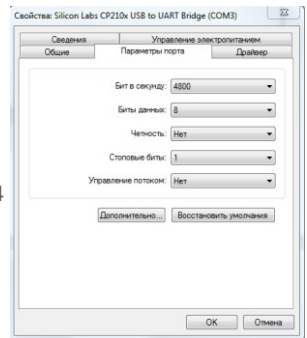 Свойства: Silicon Labs CP210x USB to UART Bridge (COM3)
Сведения Управление электропитанием
Общие Параметры порта Драйвер
Бит в секунду: 4800
Биты данных: 8
Четность: Нет
Стоповые биты: 1
Управление потоком: Нет
Дополнительно... Восстановить умолчания
OK Отмена